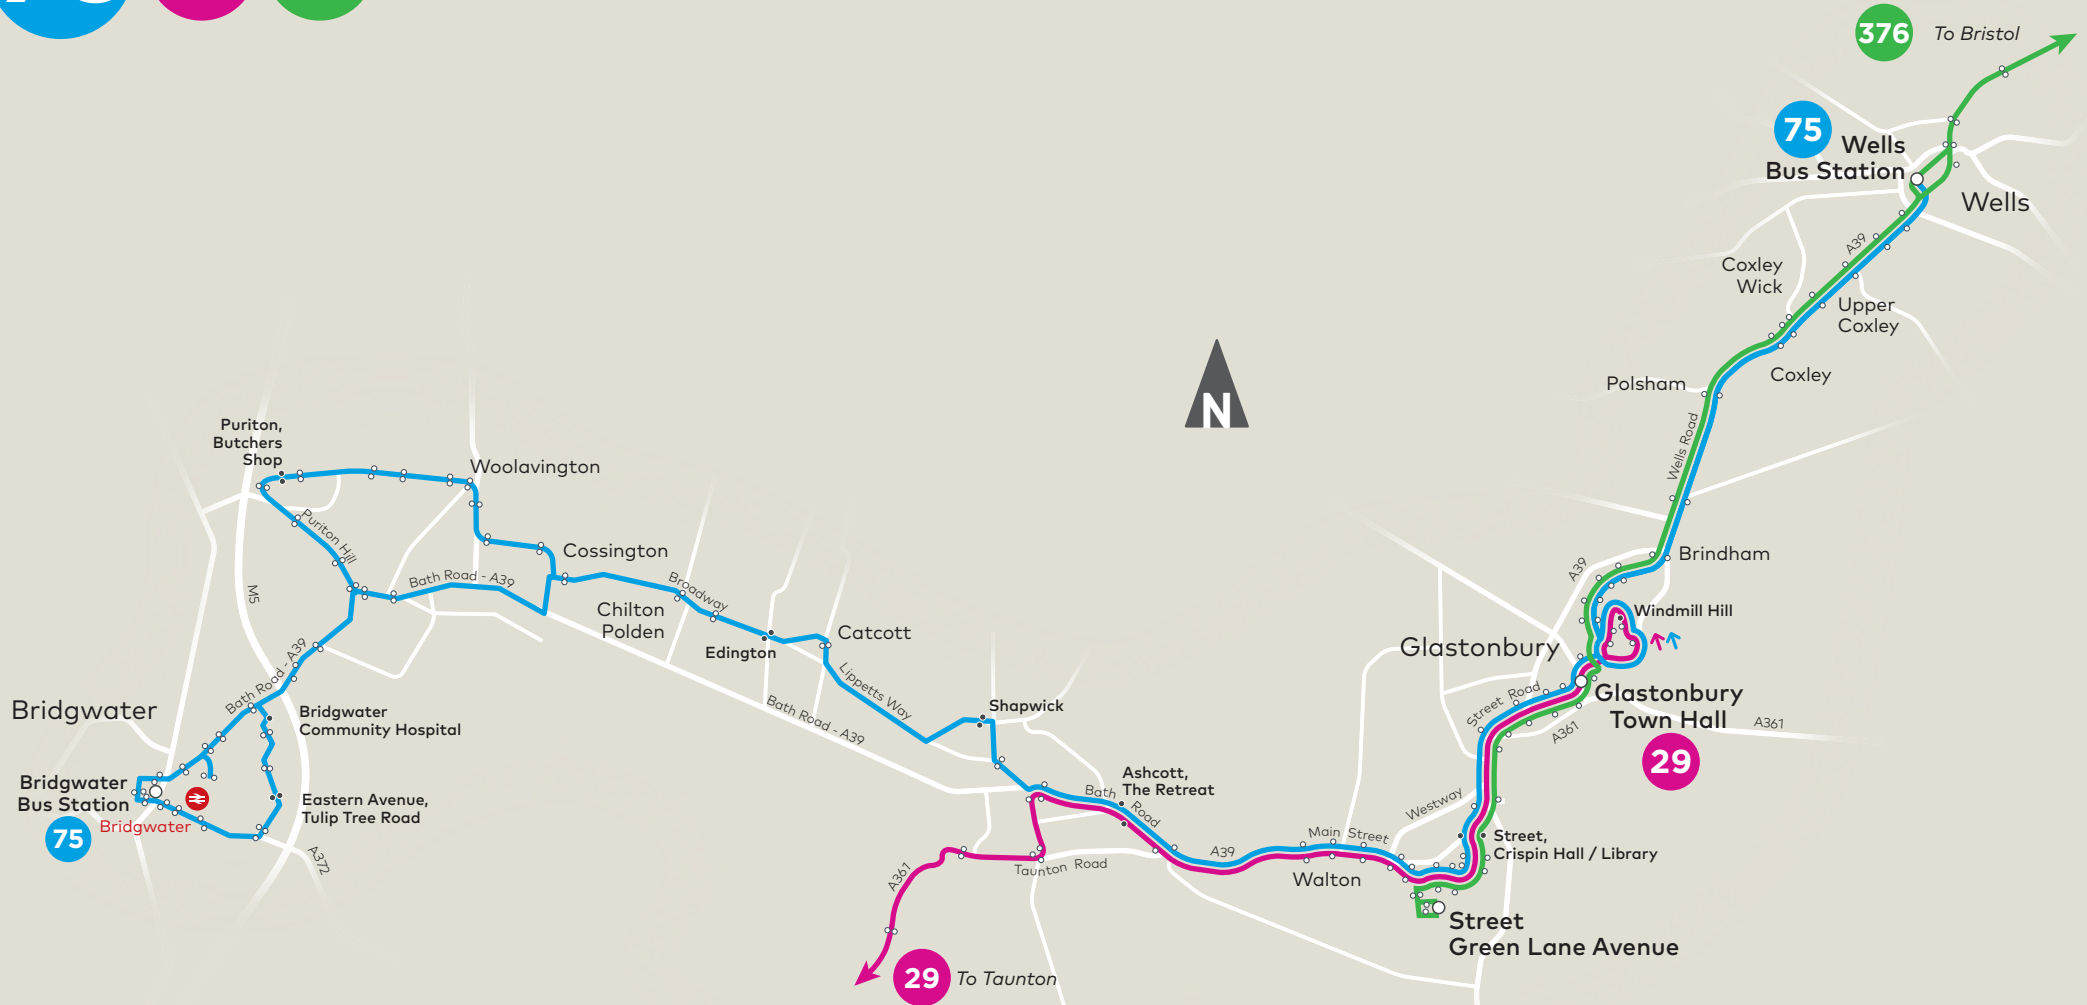 376 To Bristol
75
Wells
Bus Station
Wells
A39
Coxley
Wick
Upper
Coxley
Polsham
Coxley
N
Wells Road
Puriton,
Butchers
Shop
Woolavington
Puriton Hill
Cossington
Brindham
A39
Bath Road - A39
Broadway
M5
Chilton
Polden
Windmill Hill
Edington
Catcott
Glastonbury
Bath Road - A39
Lippetts Way
Bridgwater
Bridgwater
Community Hospital
Bath Road - A39
Shapwick
Street Road
Glastonbury
Town Hall
A361
A361
29
Bridgwater
Bus Station
75
Bridgwater
Eastern Avenue,
Tulip Tree Road
A372
Ashcott,
The Retreat
Bath Road
Westway
Main Street
A39
Walton
Street,
Crispin Hall / Library
Taunton Road
A361
Street
Green Lane Avenue
29 To Taunton